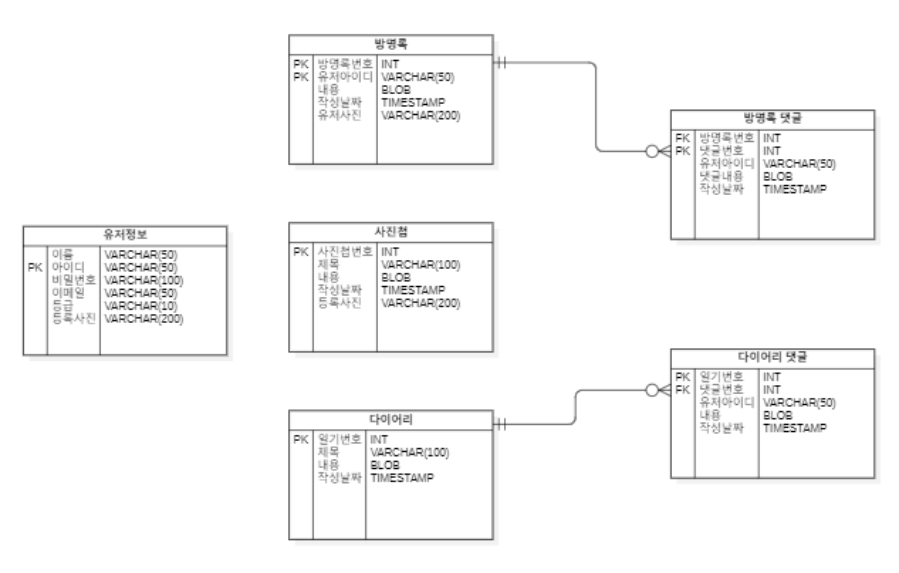 방명록
PK 방명록번호 INT
PK 유저아이디 VARCHAR(50)
내용 BLOB
작성날짜 TIMESTAMP
유저사진 VARCHAR(200)
방명록 댓글
FK 방명록번호 INT
PK 댓글번호 INT
유저아이디 VARCHAR(50)
댓글내용 BLOB
작성날짜 TIMESTAMP
유저정보
이름 VARCHAR(50)
PK 아이디 VARCHAR(50)
비밀번호 VARCHAR(100)
이메일 VARCHAR(50)
등급 VARCHAR(10)
등록사진 VARCHAR(200)
사진첩
PK 사진첩번호 INT
제목 VARCHAR(100)
내용 BLOB
작성날짜 TIMESTAMP
등록사진 VARCHAR(200)
다이어리 댓글
PK 일기번호 INT
FK 댓글번호 INT
유저아이디 VARCHAR(50)
내용 BLOB
작성날짜 TIMESTAMP
다이어리
PK 일기번호 INT
제목 VARCHAR(100)
내용 BLOB
작성날짜 TIMESTAMP